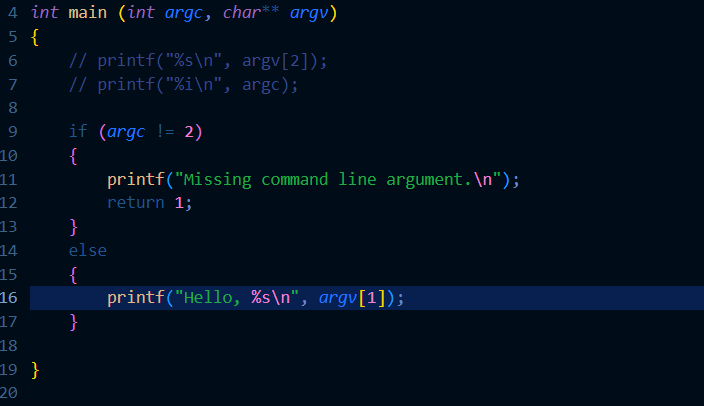 4 int main (int argc, char** argv)
5 {
6     // printf("%s\n", argv[2]);
7     // printf("%i\n", argc);
8
9     if (argc != 2)
10     {
11         printf("Missing command line argument.\n");
12         return 1;
13     }
14     else
15     {
16         printf("Hello, %s\n", argv[1]);
17     }
18
19 }
20